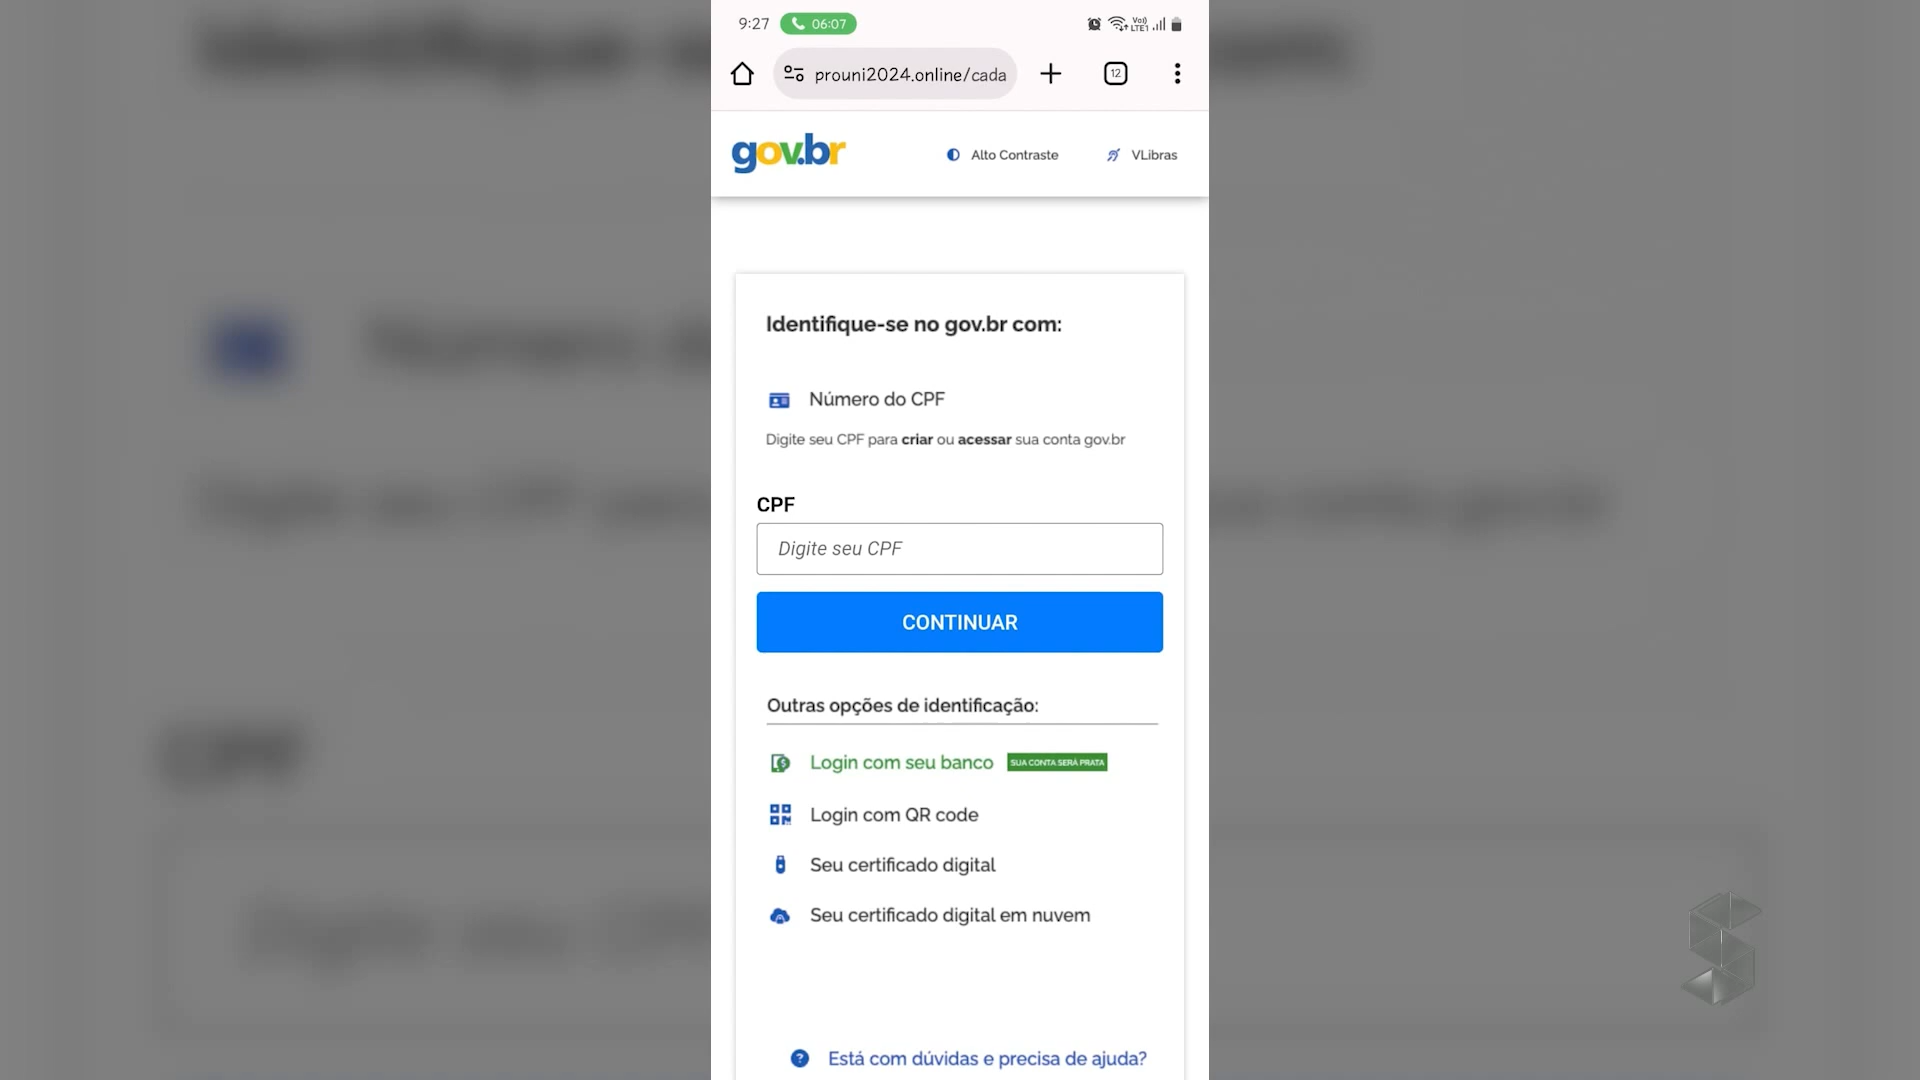 9:27 06:07 Vo) LTE1
prouni2024.online/cada 12
gov.br Alto Contraste VLibras
Identifique-se no gov.br com:
Número do CPF
Digite seu CPF para criar ou acessar sua conta gov.br
CPF
Digite seu CPF
CONTINUAR
Outras opções de identificação:
Login com seu banco SUA CONTA SERÁ PRATA
Login com QR code
Seu certificado digital
Seu certificado digital em nuvem
? Está com dúvidas e precisa de ajuda?